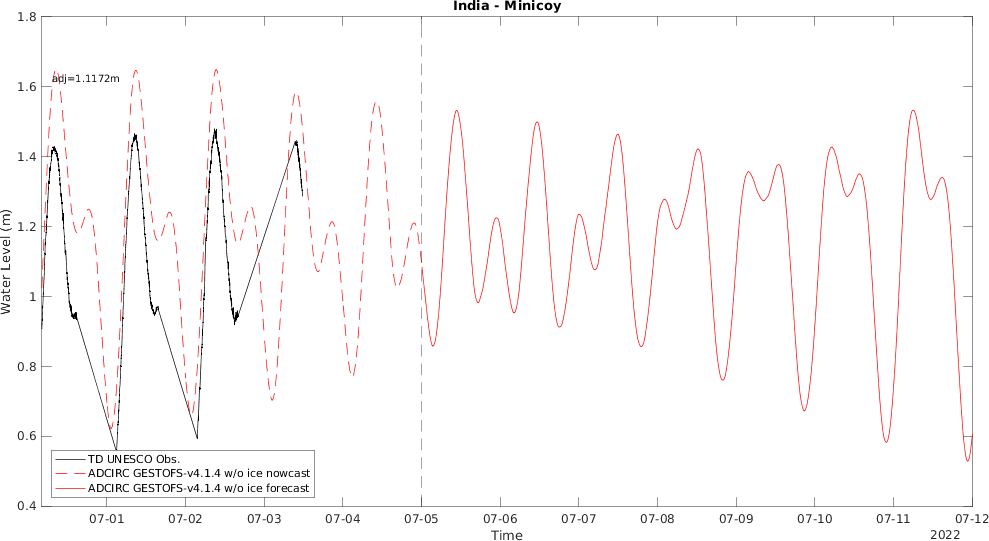 India - Minicoy
Water Level (m)
1.8
1.6
1.4
1.2
1
0.8
0.6
0.4
adj=1.1172m
TD UNESCO Obs.
ADCIRC GESTOFS-v4.1.4 w/o ice nowcast
ADCIRC GESTOFS-v4.1.4 w/o ice forecast
07-01 07-02 07-03 07-04 07-05 07-06 07-07 07-08 07-09 07-10 07-11 07-12
2022
Time